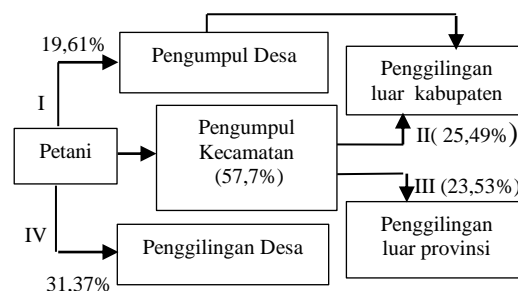 19,61%
Pengumpul Desa
Penggilingan
luar kabupaten
I
Pengumpul
Kecamatan
(57,7%)
Petani
II( 25,49%)
III (23,53%)
IV
Penggilingan Desa
Penggilingan
luar provinsi
31,37%